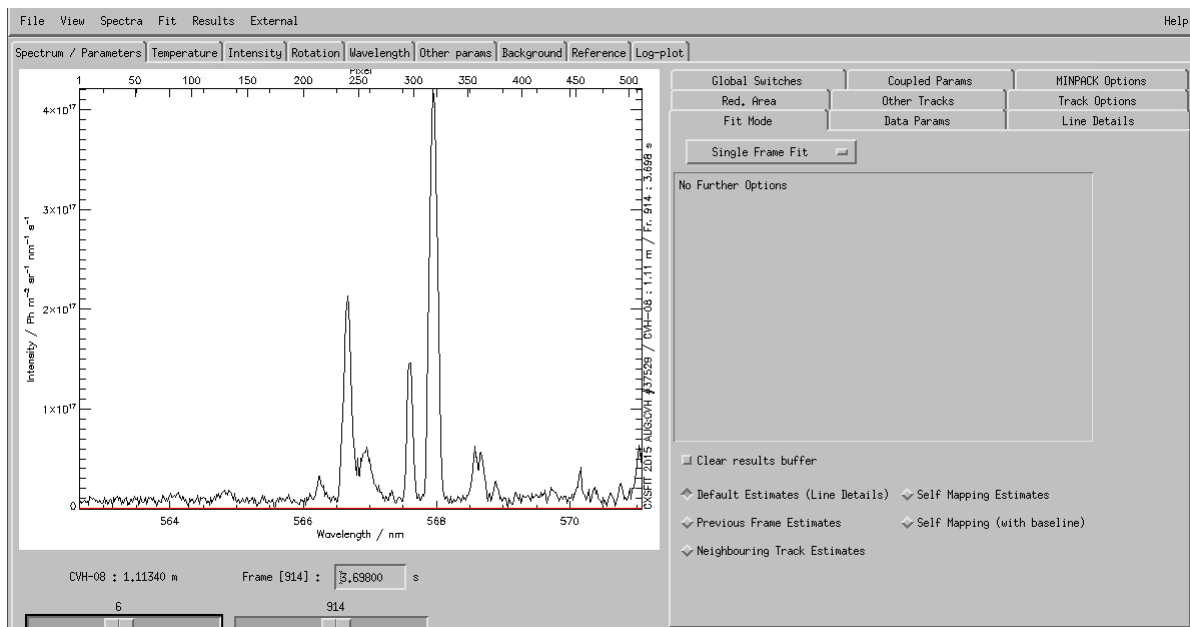 File View Spectra Fit Results External Help
Spectrum / Parameters Temperature Intensity Rotation Wavelength Other params Background Reference Log-plot
Pixel
1 50 100 150 200 250 300 350 400 450 500
4×10¹⁷
3×10¹⁷
2×10¹⁷
1×10¹⁷
0
Intensity / Ph m⁻² sr⁻¹ nm⁻¹ s⁻¹
564 566 568 570
Wavelength / nm
CXSFIT 2015 AUG:CVH #37529 / CVH-08 : 1.11 m / Fr. 914 : 3.698 s
CVH-08 : 1.11340 m Frame [914] : 3.69800 s
6 914
Global Switches Coupled Params MINPACK Options
Red. Area Other Tracks Track Options
Fit Mode Data Params Line Details
Single Frame Fit
No Further Options
Clear results buffer
Default Estimates (Line Details) Self Mapping Estimates
Previous Frame Estimates Self Mapping (with baseline)
Neighbouring Track Estimates